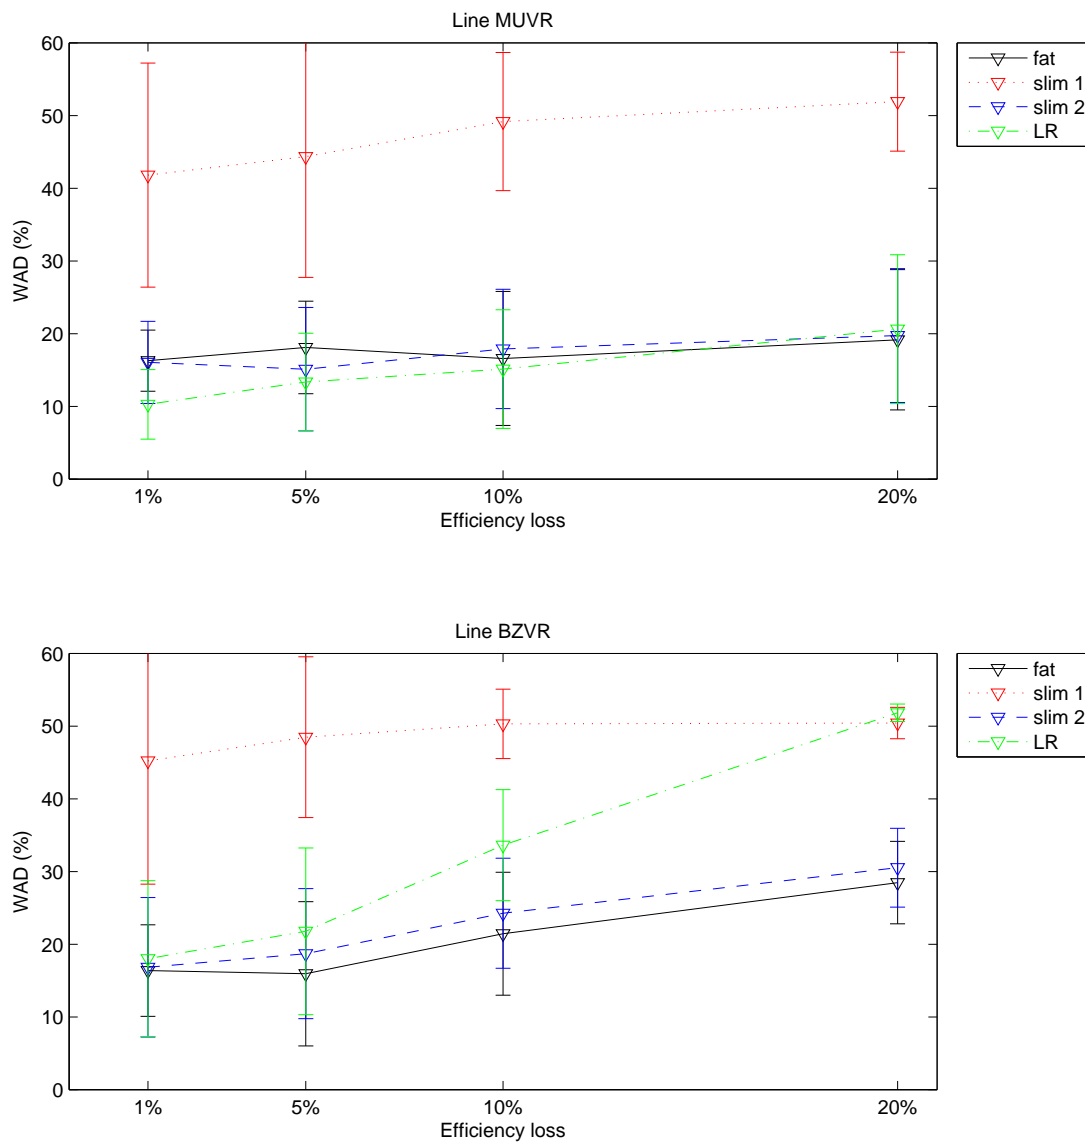 Line MUVR
60
50
40
30
20
10
0
WAD (%)
1% 5% 10% 20%
Efficiency loss
fat
slim 1
slim 2
LR
Line BZVR
60
50
40
30
20
10
0
WAD (%)
1% 5% 10% 20%
Efficiency loss
fat
slim 1
slim 2
LR